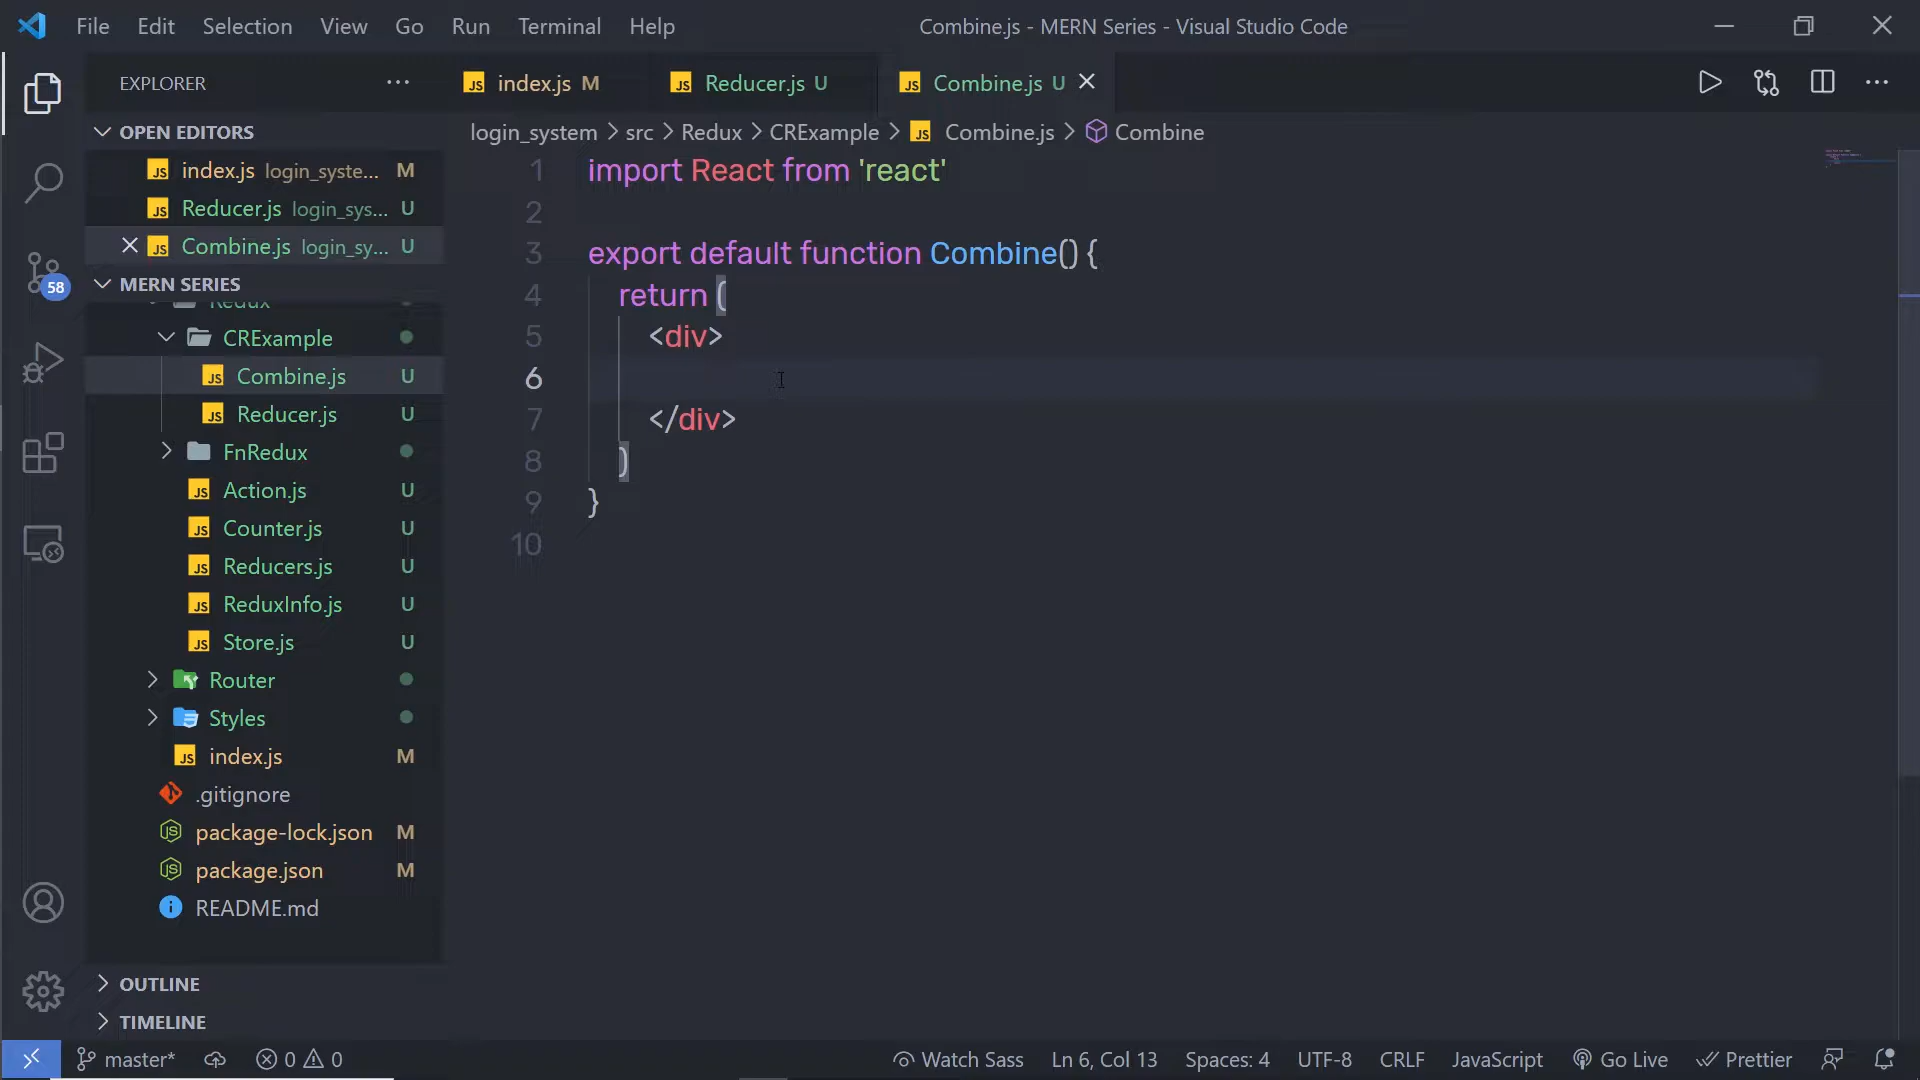 File Edit Selection View Go Run Terminal Help Combine.js - MERN Series - Visual Studio Code
EXPLORER
index.js M Reducer.js U Combine.js U
OPEN EDITORS
index.js login_syste... M
Reducer.js login_sys... U
Combine.js login_sy... U
MERN SERIES
Redux
CRExample
Combine.js U
Reducer.js U
FnRedux
Action.js U
Counter.js U
Reducers.js U
ReduxInfo.js U
Store.js U
Router
Styles
index.js M
.gitignore
package-lock.json M
package.json M
README.md
OUTLINE
TIMELINE
58
login_system > src > Redux > CRExample > Combine.js > Combine
1 import React from 'react'
2
3 export default function Combine() {
4 return (
5 <div>
6
7 </div>
8 )
9 }
10
master* 0 0 Watch Sass Ln 6, Col 13 Spaces: 4 UTF-8 CRLF JavaScript Go Live Prettier